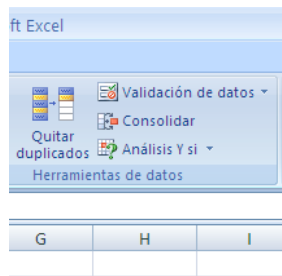 ft Excel
Validación de datos
Consolidar
Análisis Y si
Quitar
duplicados
Herramientas de datos
G H I